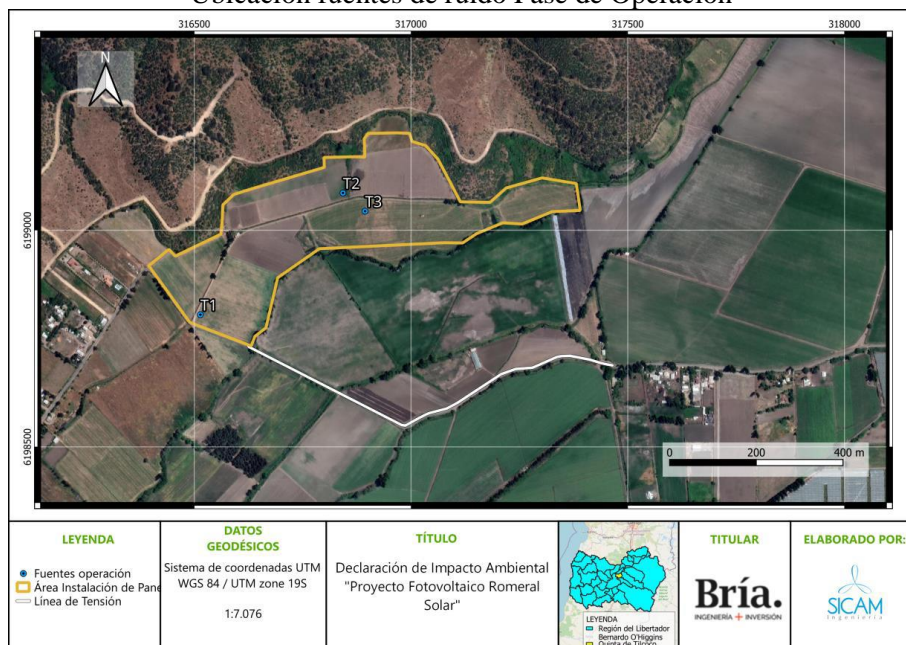 Ubicación fuentes de ruido Fase de Operación
316500 317000 317500 318000
N
T2
T3
6199000
T1
6198500
0 200 400 m
LEYENDA
Fuentes operación
Área Instalación de Pane
Línea de Tensión
DATOS
GEODÉSICOS
Sistema de coordenadas UTM
WGS 84 / UTM zone 19S
1:7.076
TÍTULO
Declaración de Impacto Ambiental
"Proyecto Fotovoltaico Romeral
Solar"
LEYENDA
Región del Libertador
Bernardo O'Higgins
Quinta de Tilcoco
TITULAR
Bría.
INGENIERÍA + INVERSIÓN
ELABORADO POR:
SICAM
Ingeniería